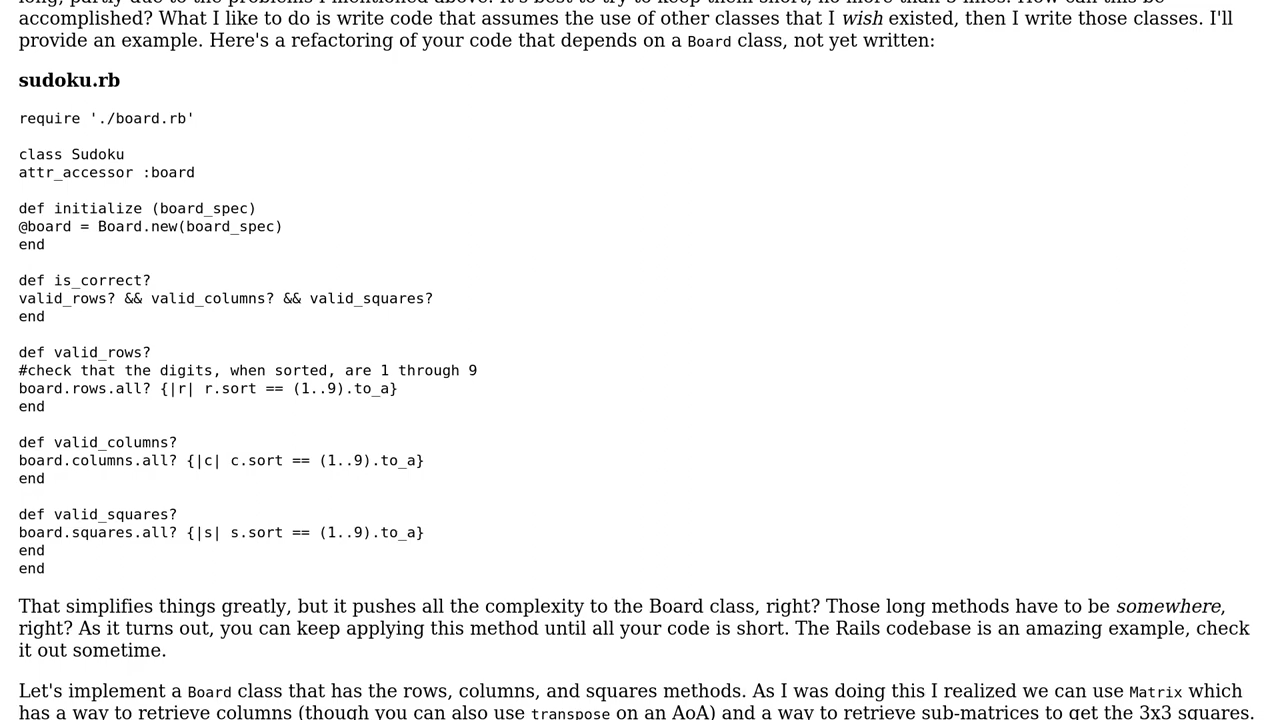 accomplished? What I like to do is write code that assumes the use of other classes that I wish existed, then I write those classes. I'll
provide an example. Here's a refactoring of your code that depends on a Board class, not yet written:
sudoku.rb
require './board.rb'
class Sudoku
attr_accessor :board
def initialize (board_spec)
@board = Board.new(board_spec)
end
def is_correct?
valid_rows? && valid_columns? && valid_squares?
end
def valid_rows?
#check that the digits, when sorted, are 1 through 9
board.rows.all? {|r| r.sort == (1..9).to_a}
end
def valid_columns?
board.columns.all? {|c| c.sort == (1..9).to_a}
end
def valid_squares?
board.squares.all? {|s| s.sort == (1..9).to_a}
end
end
That simplifies things greatly, but it pushes all the complexity to the Board class, right? Those long methods have to be somewhere,
right? As it turns out, you can keep applying this method until all your code is short. The Rails codebase is an amazing example, check
it out sometime.
Let's implement a Board class that has the rows, columns, and squares methods. As I was doing this I realized we can use Matrix which
has a way to retrieve columns (though you can also use transpose on an AoA) and a way to retrieve sub-matrices to get the 3x3 squares.